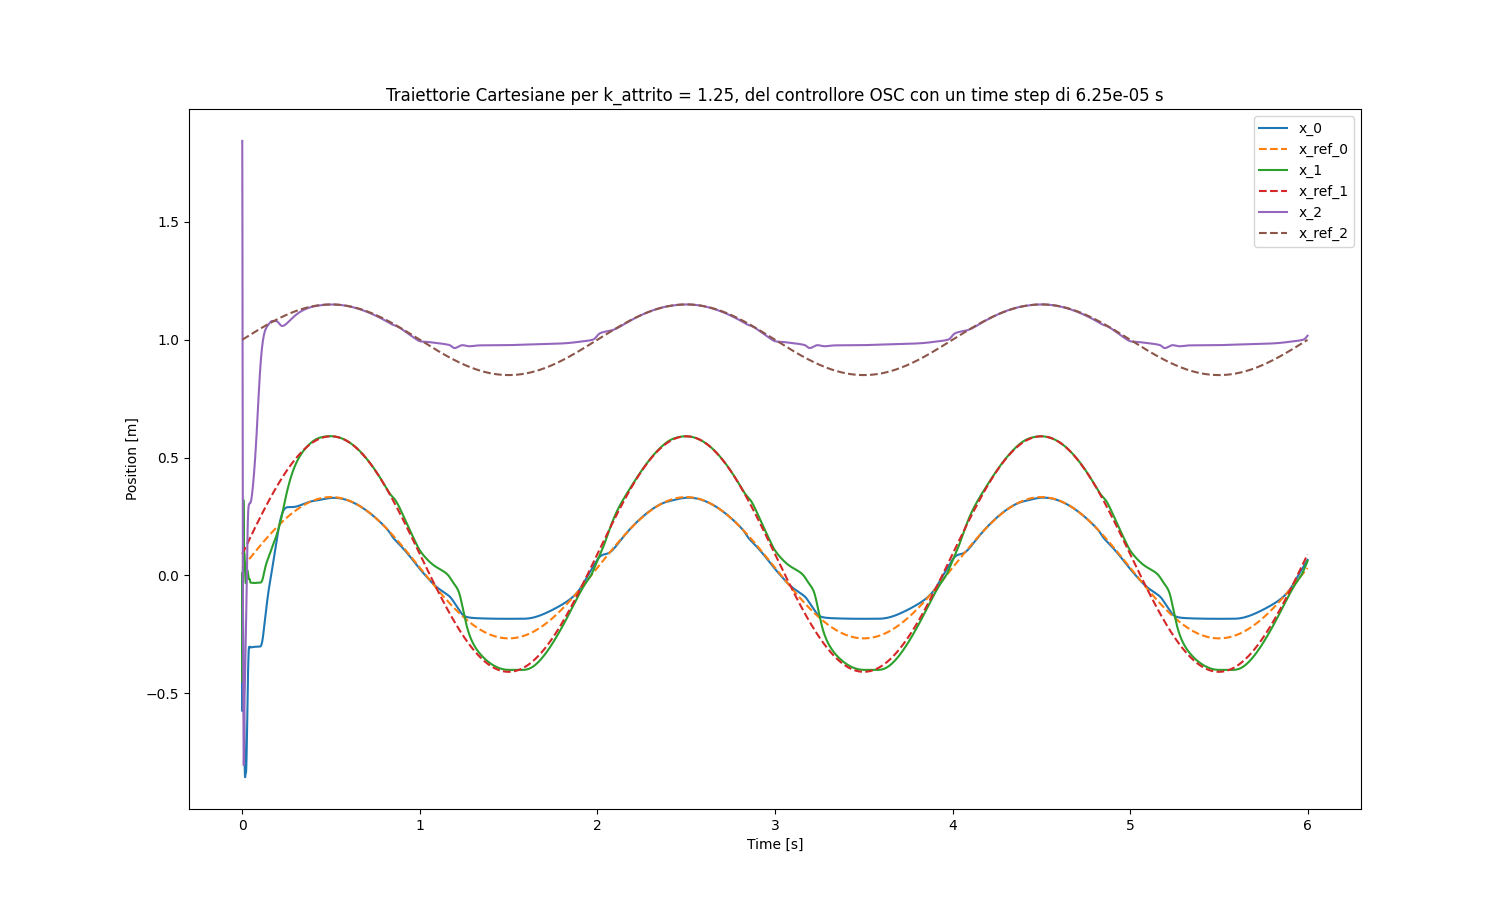 Traiettorie Cartesiane per k_attrito = 1.25, del controllore OSC con un time step di 6.25e-05 s
x_0
x_ref_0
x_1
x_ref_1
x_2
x_ref_2
Position [m]
1.5
1.0
0.5
0.0
−0.5
0 1 2 3 4 5 6
Time [s]